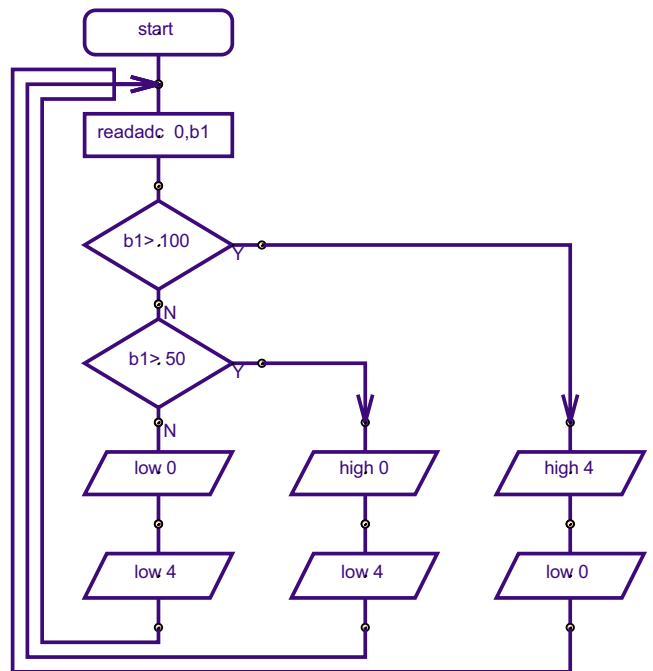 start
readadc 0,b1
b1> 100
Y
N
b1> 50
Y
N
low 0
high 0
high 4
low 4
low 4
low 0